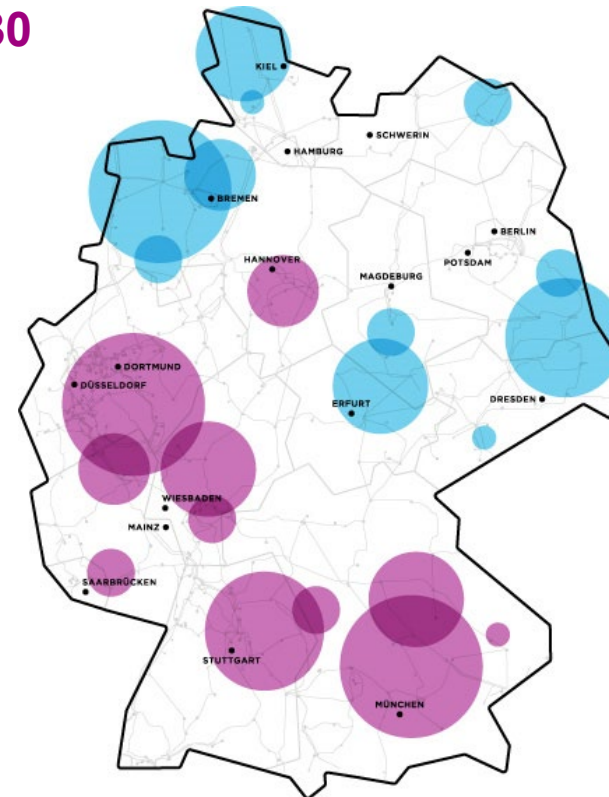 30
KIEL
SCHWERIN
HAMBURG
BREMEN
BERLIN
HANNOVER
POTSDAM
MAGDEBURG
DORTMUND
DÜSSELDORF
DRESDEN
ERFURT
WIESBADEN
MAINZ
SAARBRÜCKEN
STUTTGART
MÜNCHEN